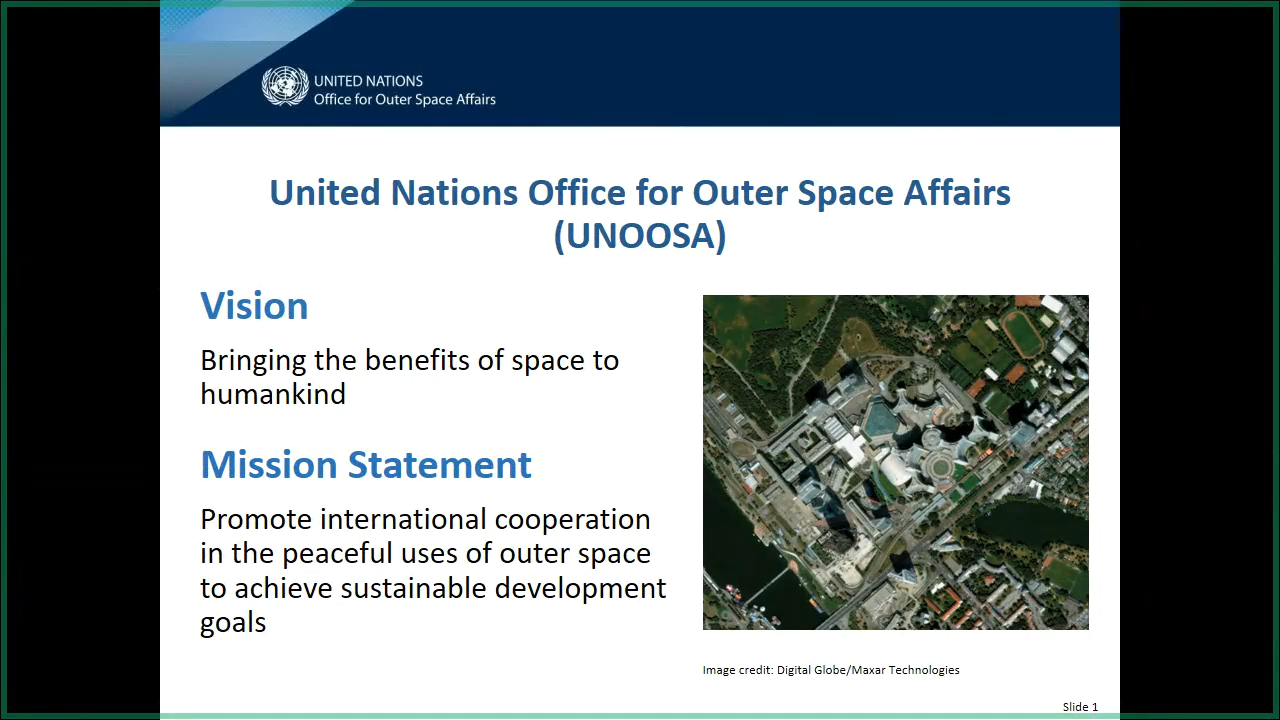 UNITED NATIONS
Office for Outer Space Affairs
United Nations Office for Outer Space Affairs
(UNOOSA)
Vision
Bringing the benefits of space to
humankind
Mission Statement
Promote international cooperation
in the peaceful uses of outer space
to achieve sustainable development
goals
Image credit: Digital Globe/Maxar Technologies
Slide 1